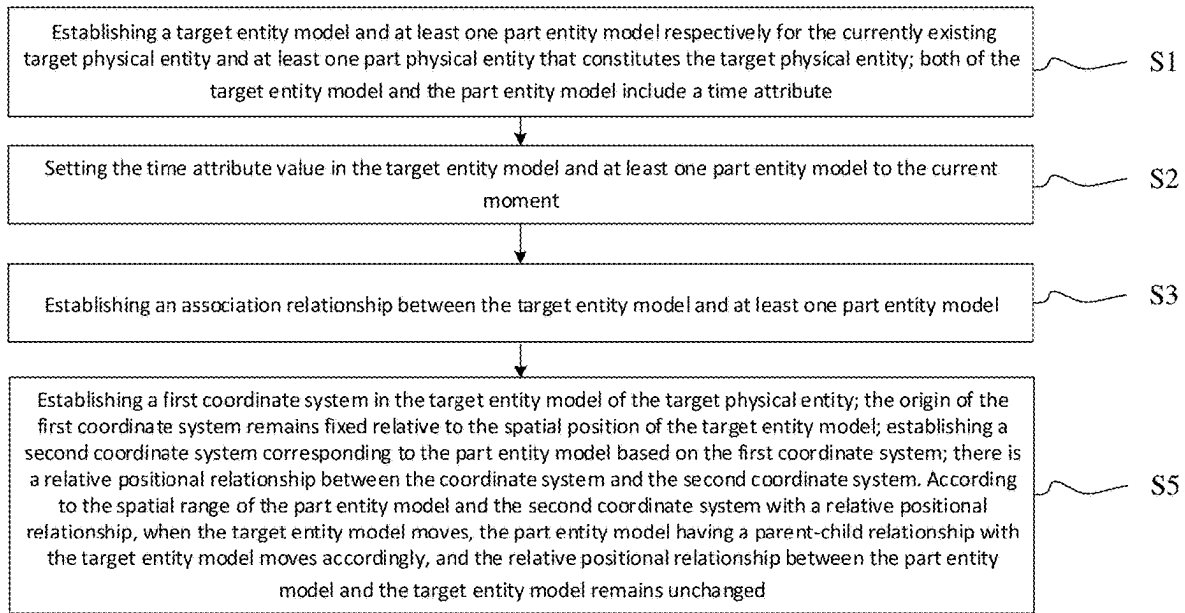 Establishing a target entity model and at least one part entity model respectively for the currently existing
target physical entity and at least one part physical entity that constitutes the target physical entity; both of the
target entity model and the part entity model include a time attribute
S1
Setting the time attribute value in the target entity model and at least one part entity model to the current
moment
S2
Establishing an association relationship between the target entity model and at least one part entity model
S3
Establishing a first coordinate system in the target entity model of the target physical entity; the origin of the
first coordinate system remains fixed relative to the spatial position of the target entity model; establishing a
second coordinate system corresponding to the part entity model based on the first coordinate system; there is
a relative positional relationship between the coordinate system and the second coordinate system. According
to the spatial range of the part entity model and the second coordinate system with a relative positional
relationship, when the target entity model moves, the part entity model having a parent-child relationship with
the target entity model moves accordingly, and the relative positional relationship between the part entity
model and the target entity model remains unchanged
S5